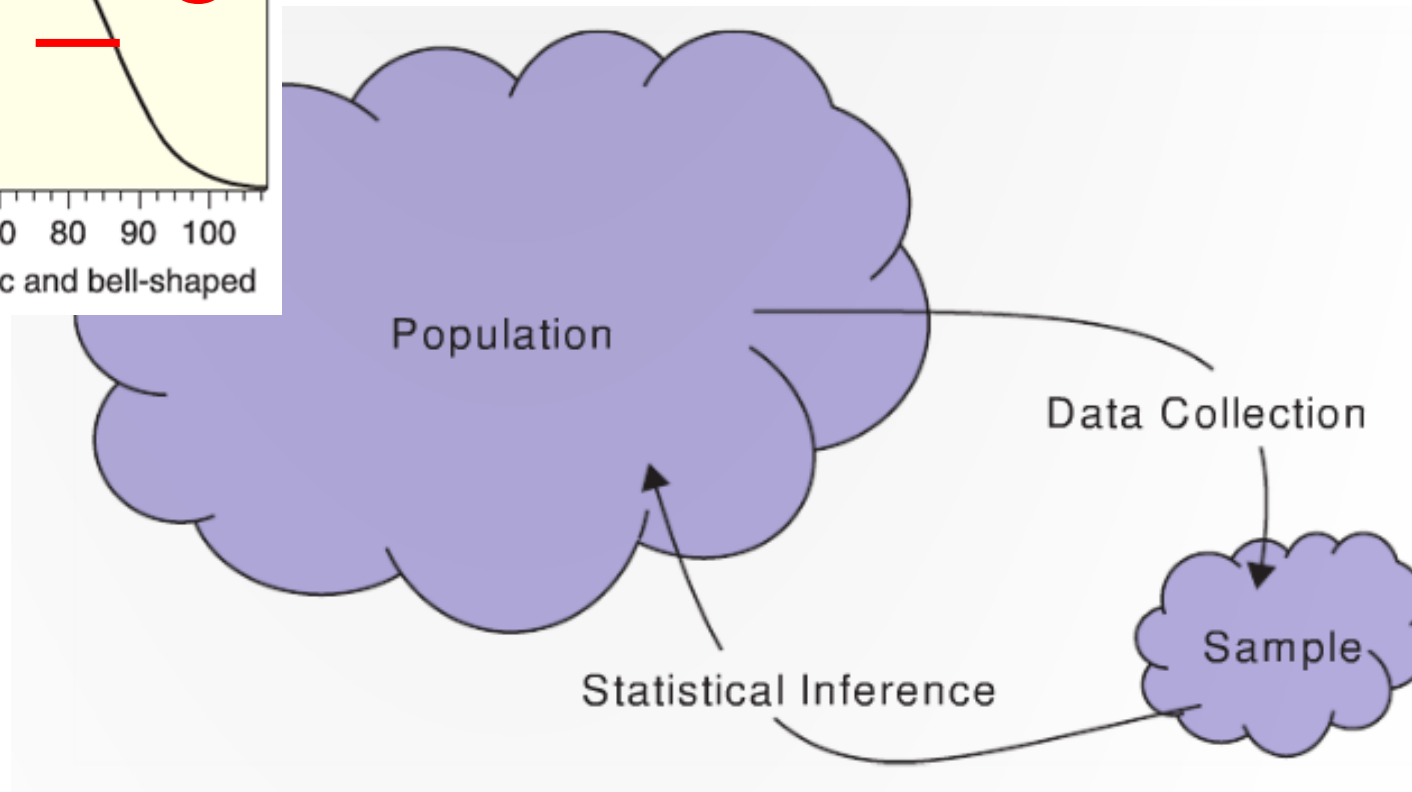 0 80 90 100
c and bell-shaped
Population
Data Collection
Sample
Statistical Inference